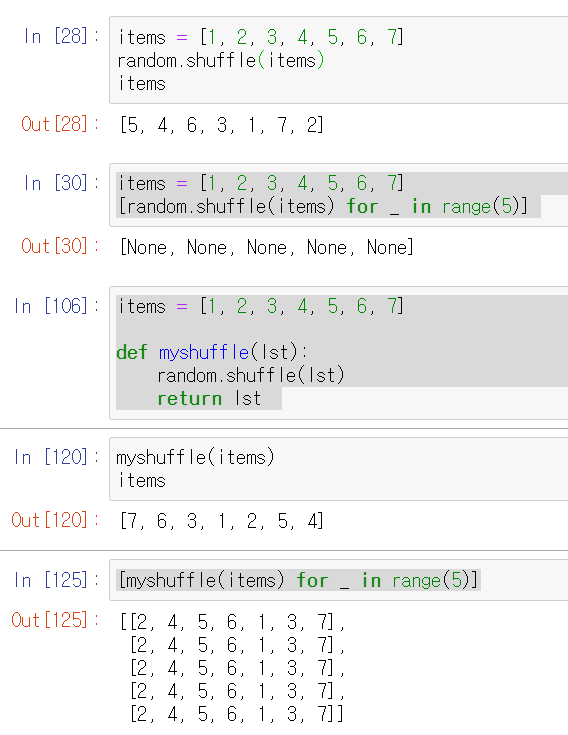 In [28]: items = [1, 2, 3, 4, 5, 6, 7]
random.shuffle(items)
items
Out[28]: [5, 4, 6, 3, 1, 7, 2]
In [30]: items = [1, 2, 3, 4, 5, 6, 7]
[random.shuffle(items) for _ in range(5)]
Out[30]: [None, None, None, None, None]
In [106]: items = [1, 2, 3, 4, 5, 6, 7]
def myshuffle(lst):
    random.shuffle(lst)
    return lst
In [120]: myshuffle(items)
items
Out[120]: [7, 6, 3, 1, 2, 5, 4]
In [125]: [myshuffle(items) for _ in range(5)]
Out[125]: [[2, 4, 5, 6, 1, 3, 7],
[2, 4, 5, 6, 1, 3, 7],
[2, 4, 5, 6, 1, 3, 7],
[2, 4, 5, 6, 1, 3, 7],
[2, 4, 5, 6, 1, 3, 7]]